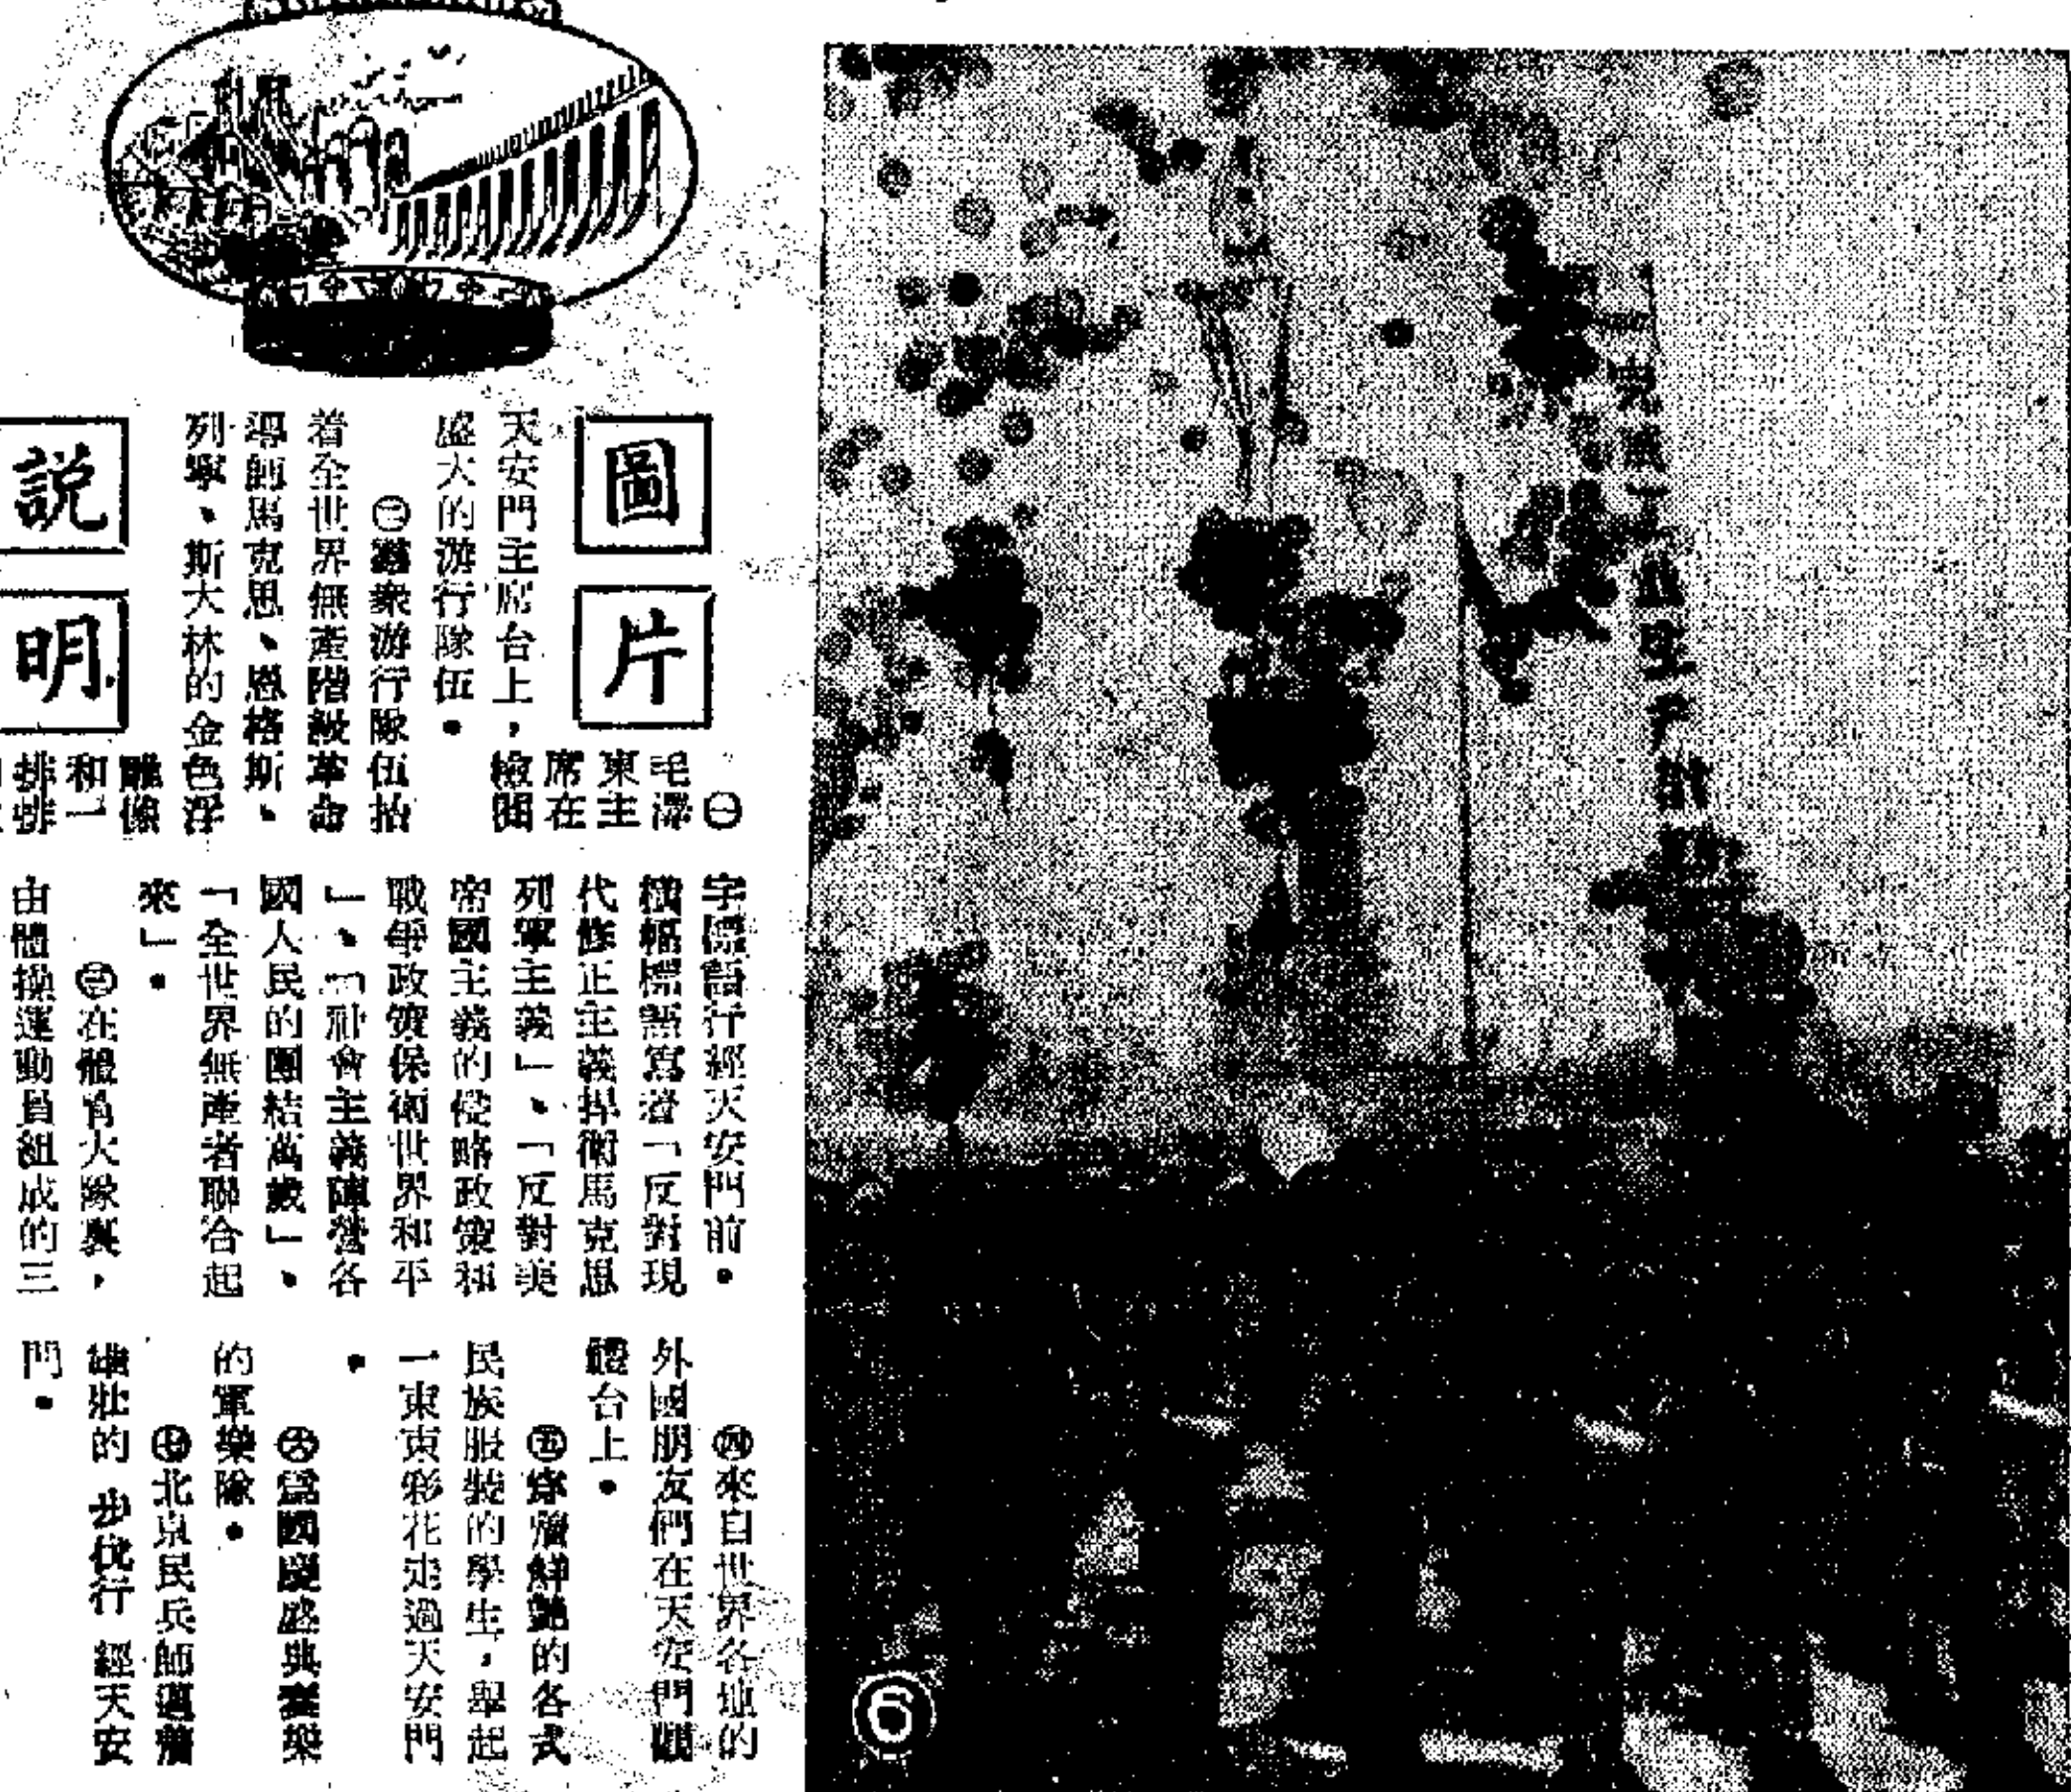 圖片
説明
㊀
毛澤
東主
席在
檢閱
天安門主席台上，
盛大的游行隊伍。
㊁羣衆游行隊伍抬
着全世界無產階級革命
導師馬克思、恩格斯、
列寧、斯大林的金色浮
雕像
和一
排排
字標語行經天安門前。
橫幅標語寫着「反對現
代修正主義捍衛馬克思
列寧主義」、「反對美
帝國主義的侵略政策和
戰爭政策保衛世界和平
」、「社會主義陣營各
國人民的團結萬歲」、
「全世界無產者聯合起
來」。
㊂在體育大隊裏，
由體操運動員組成的三
㊃來自世界各地的
外國朋友們在天安門觀
禮台上。
㊄穿着鮮艷的各式
民族服裝的學生，舉起
一束束彩花走過天安門
。
㊅為國慶盛典奏樂
的軍樂隊。
㊆北京民兵師邁着
雄壯的步伐行經天安
門。
工業生產
6